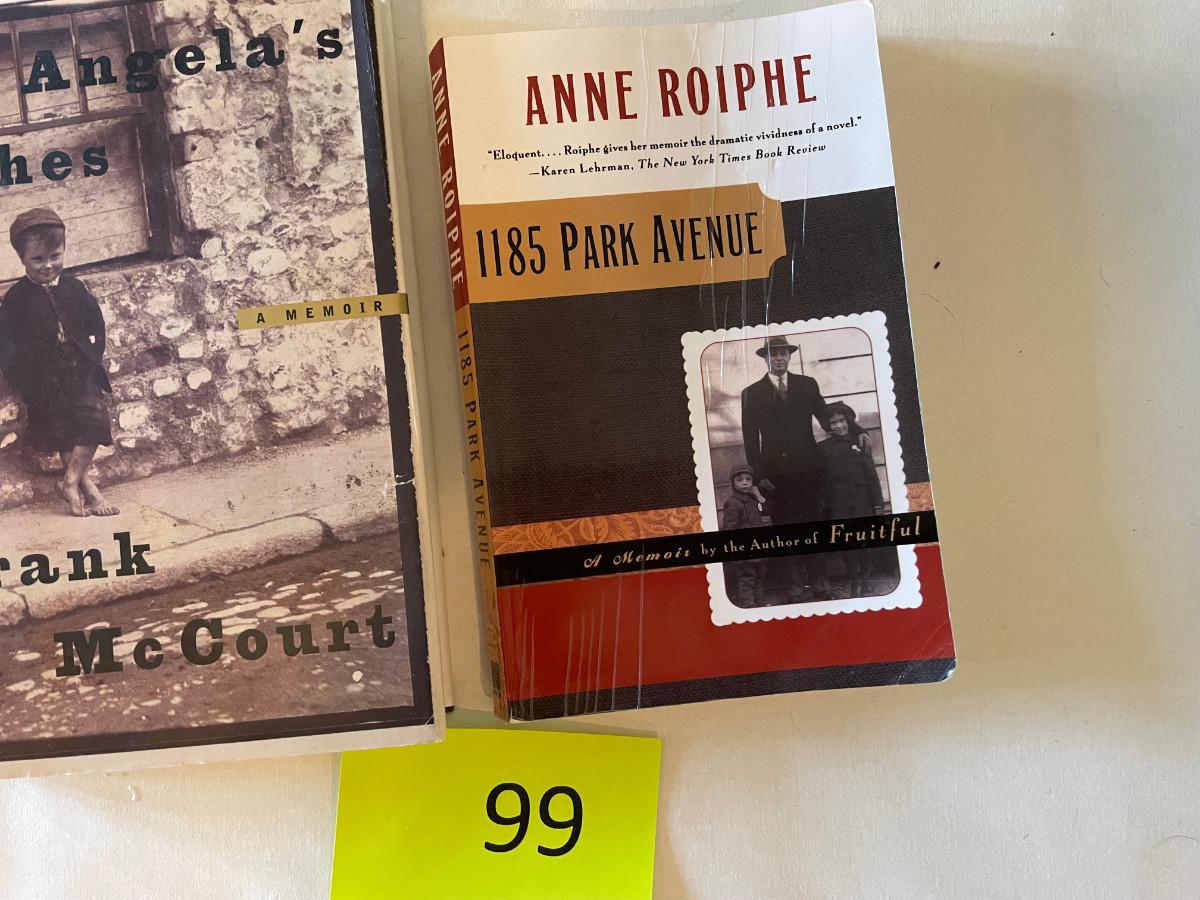 Angela's
hes
A MEMOIR
rank
McCourt
ANNE ROIPHE 1185 PARK AVENUE
ANNE ROIPHE
"Eloquent. . . . Roiphe gives her memoir the dramatic vividness of a novel."
—Karen Lehrman, The New York Times Book Review
1185 PARK AVENUE
A Memoir by the Author of Fruitful
99